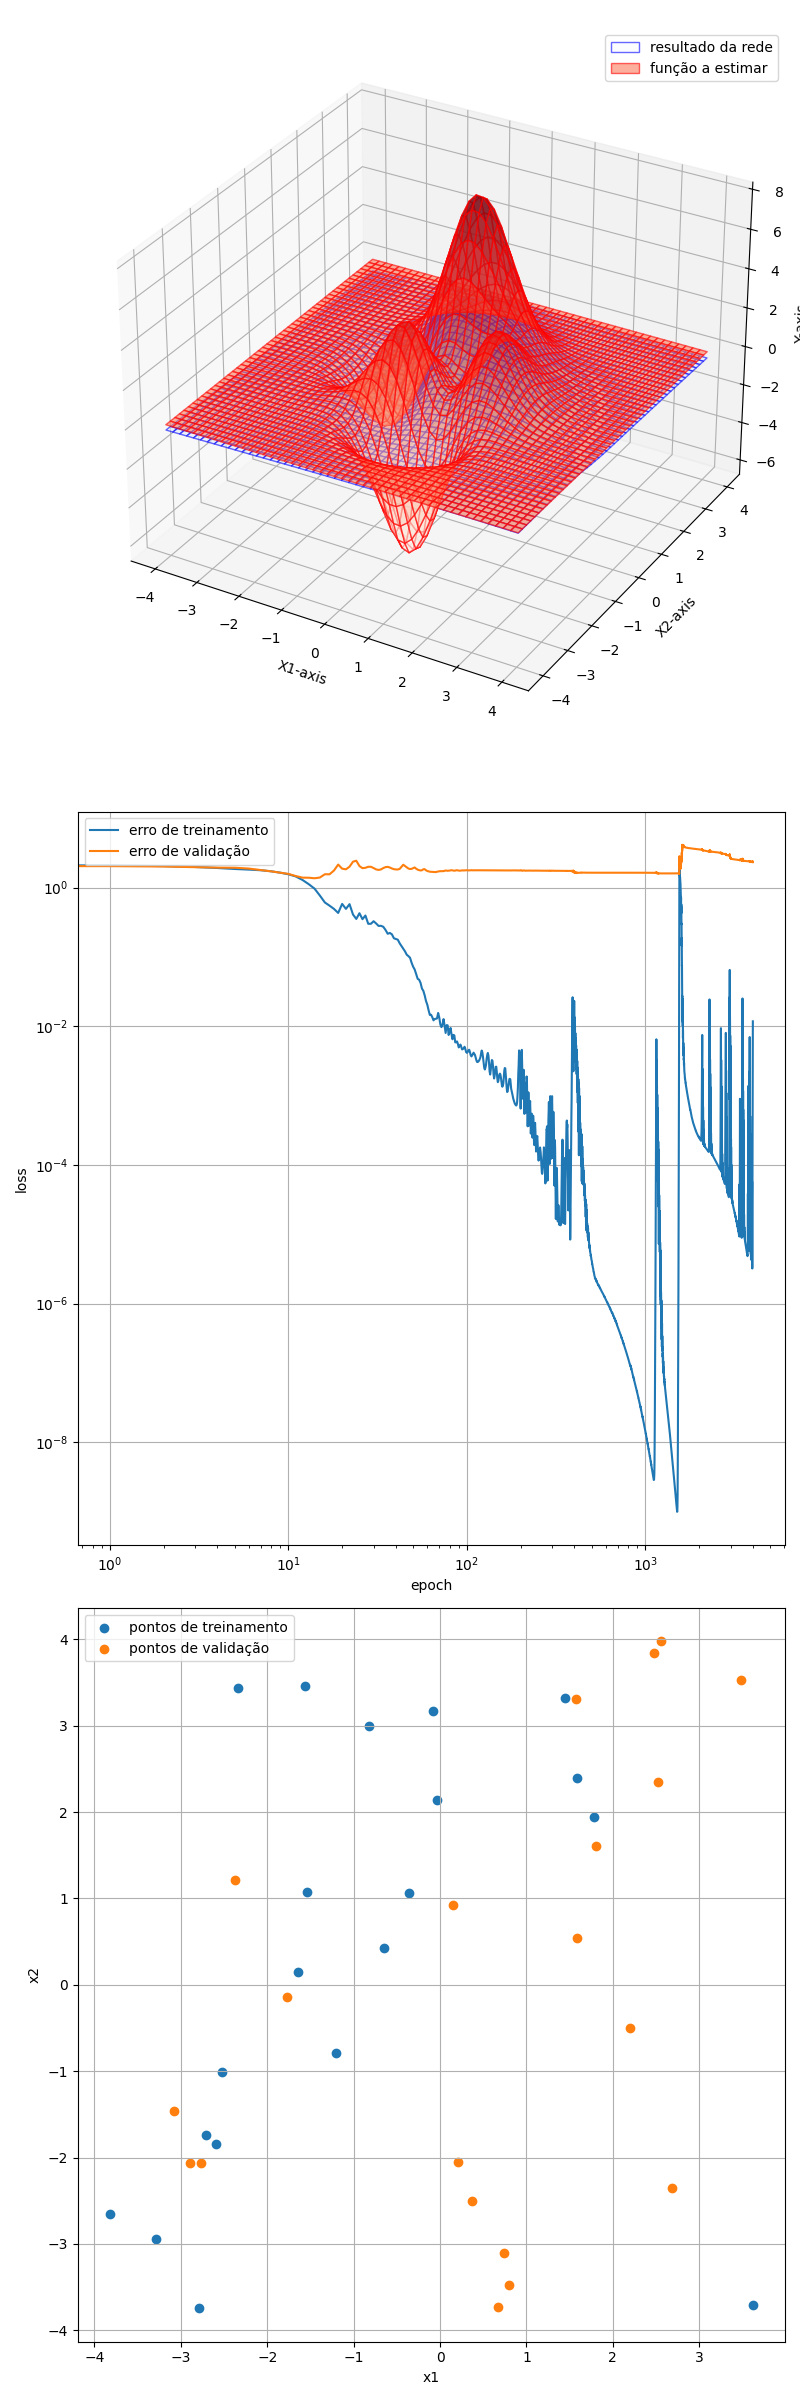 resultado da rede
função a estimar
8
6
4
2
0
−2
−4
−6
−4
−3
−2
−1
0
1
2
3
4
X1-axis
−4
−3
−2
−1
0
1
2
3
4
X2-axis
erro de treinamento
erro de validação
10^0
10^−2
10^−4
10^−6
10^−8
loss
10^0 10^1 10^2 10^3
epoch
pontos de treinamento
pontos de validação
4
3
2
1
0
−1
−2
−3
−4
x2
−4 −3 −2 −1 0 1 2 3
x1